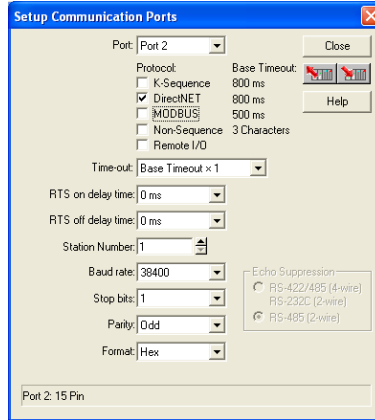 Setup Communication Ports
Port: Port 2
Close
Protocol: Base Timeout:
K-Sequence 800 ms
DirectNET 800 ms
MODBUS 500 ms
Help
Non-Sequence 3 Characters
Remote I/O
Time-out: Base Timeout × 1
RTS on delay time: 0 ms
RTS off delay time: 0 ms
Station Number: 1
Baud rate: 38400
Echo Suppression
RS-422/485 (4-wire)
RS-232C (2-wire)
Stop bits: 1
RS-485 (2-wire)
Parity: Odd
Format: Hex
Port 2: 15 Pin